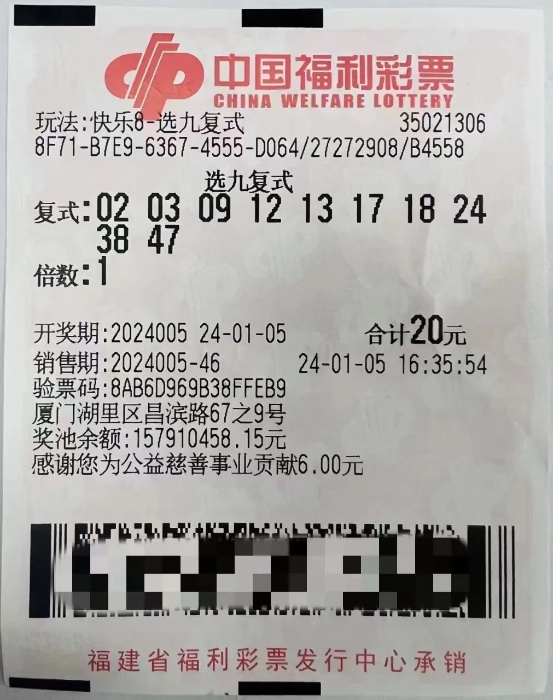 中国福利彩票
CHINA WELFARE LOTTERY
玩法:快乐8-选九复式 35021306
8F71-B7E9-6367-4555-D064/27272908/B4558
选九复式
复式:02 03 09 12 13 17 18 24
38 47
倍数:1
开奖期:2024005 24-01-05 合计20元
销售期:2024005-46 24-01-05 16:35:54
验票码:8AB6D969B38FFEB9
厦门湖里区昌滨路67之9号
奖池余额:157910458.15元
感谢您为公益慈善事业贡献6.00元
福建省福利彩票发行中心承销